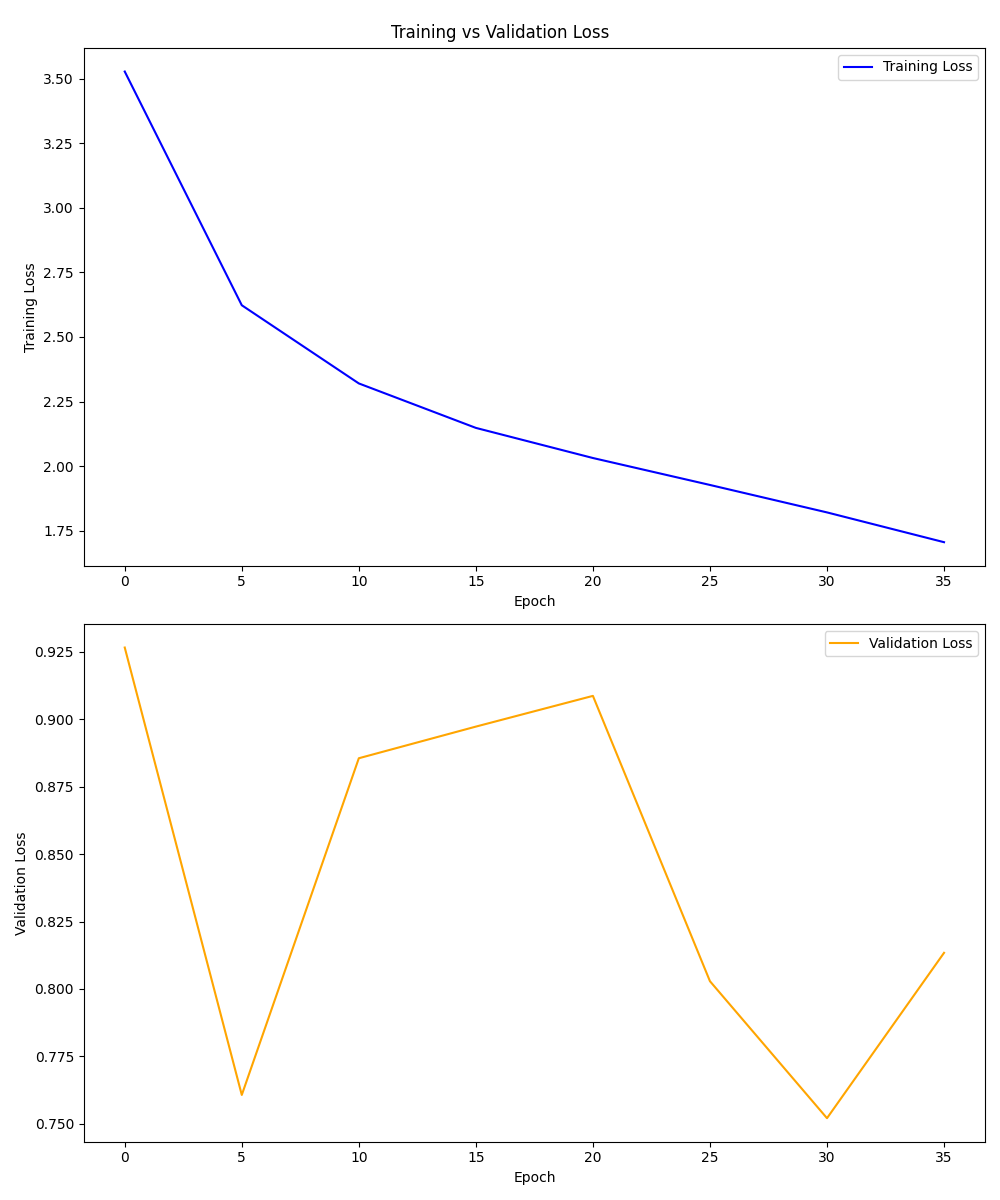 Training vs Validation Loss
Training Loss
3.50
3.25
3.00
2.75
2.50
2.25
2.00
1.75
Training Loss
0 5 10 15 20 25 30 35
Epoch
Validation Loss
0.925
0.900
0.875
0.850
0.825
0.800
0.775
0.750
Validation Loss
0 5 10 15 20 25 30 35
Epoch